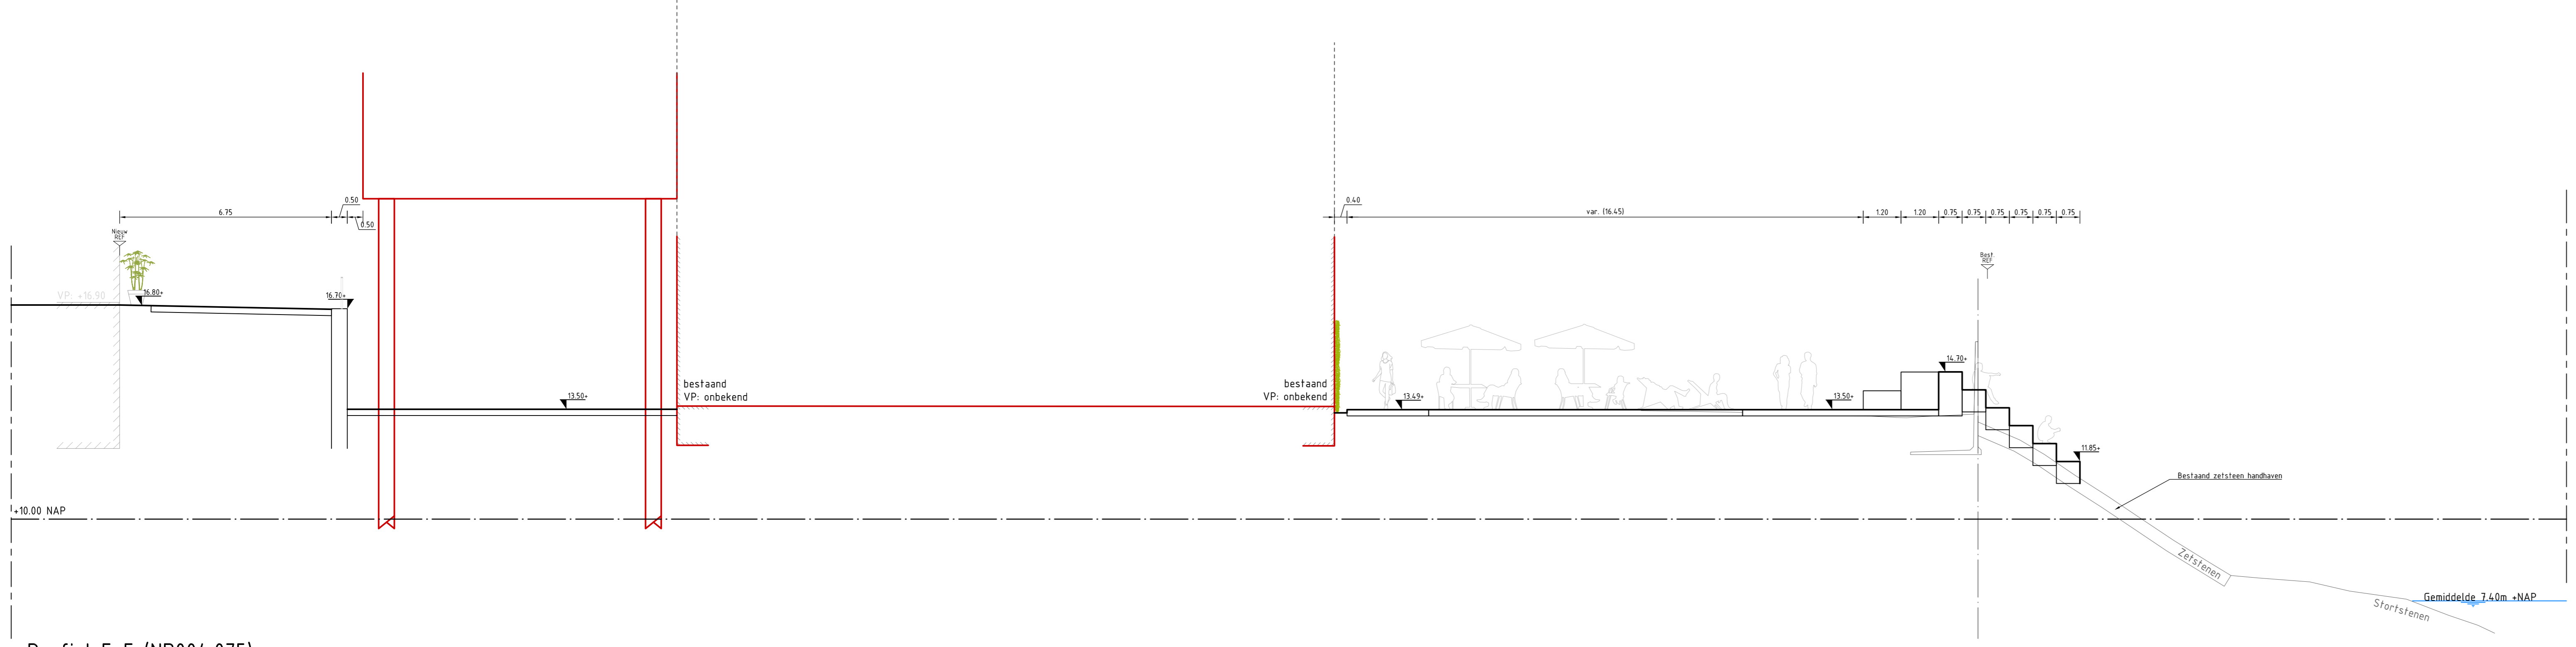 6.75
0.50
0.50
0.40
var. (16.45)
1.20
1.20
0.75
0.75
0.75
0.75
0.75
0.75
Nieuw
REF
Best.
REF
VP: +16.90
16.80+
16.70+
13.50+
bestaand
VP: onbekend
bestaand
VP: onbekend
13.49+
13.50+
14.70+
11.85+
Bestaand zetsteen handhaven
+10.00 NAP
Zetstenen
Stortstenen
Gemiddelde 7.40m +NAP